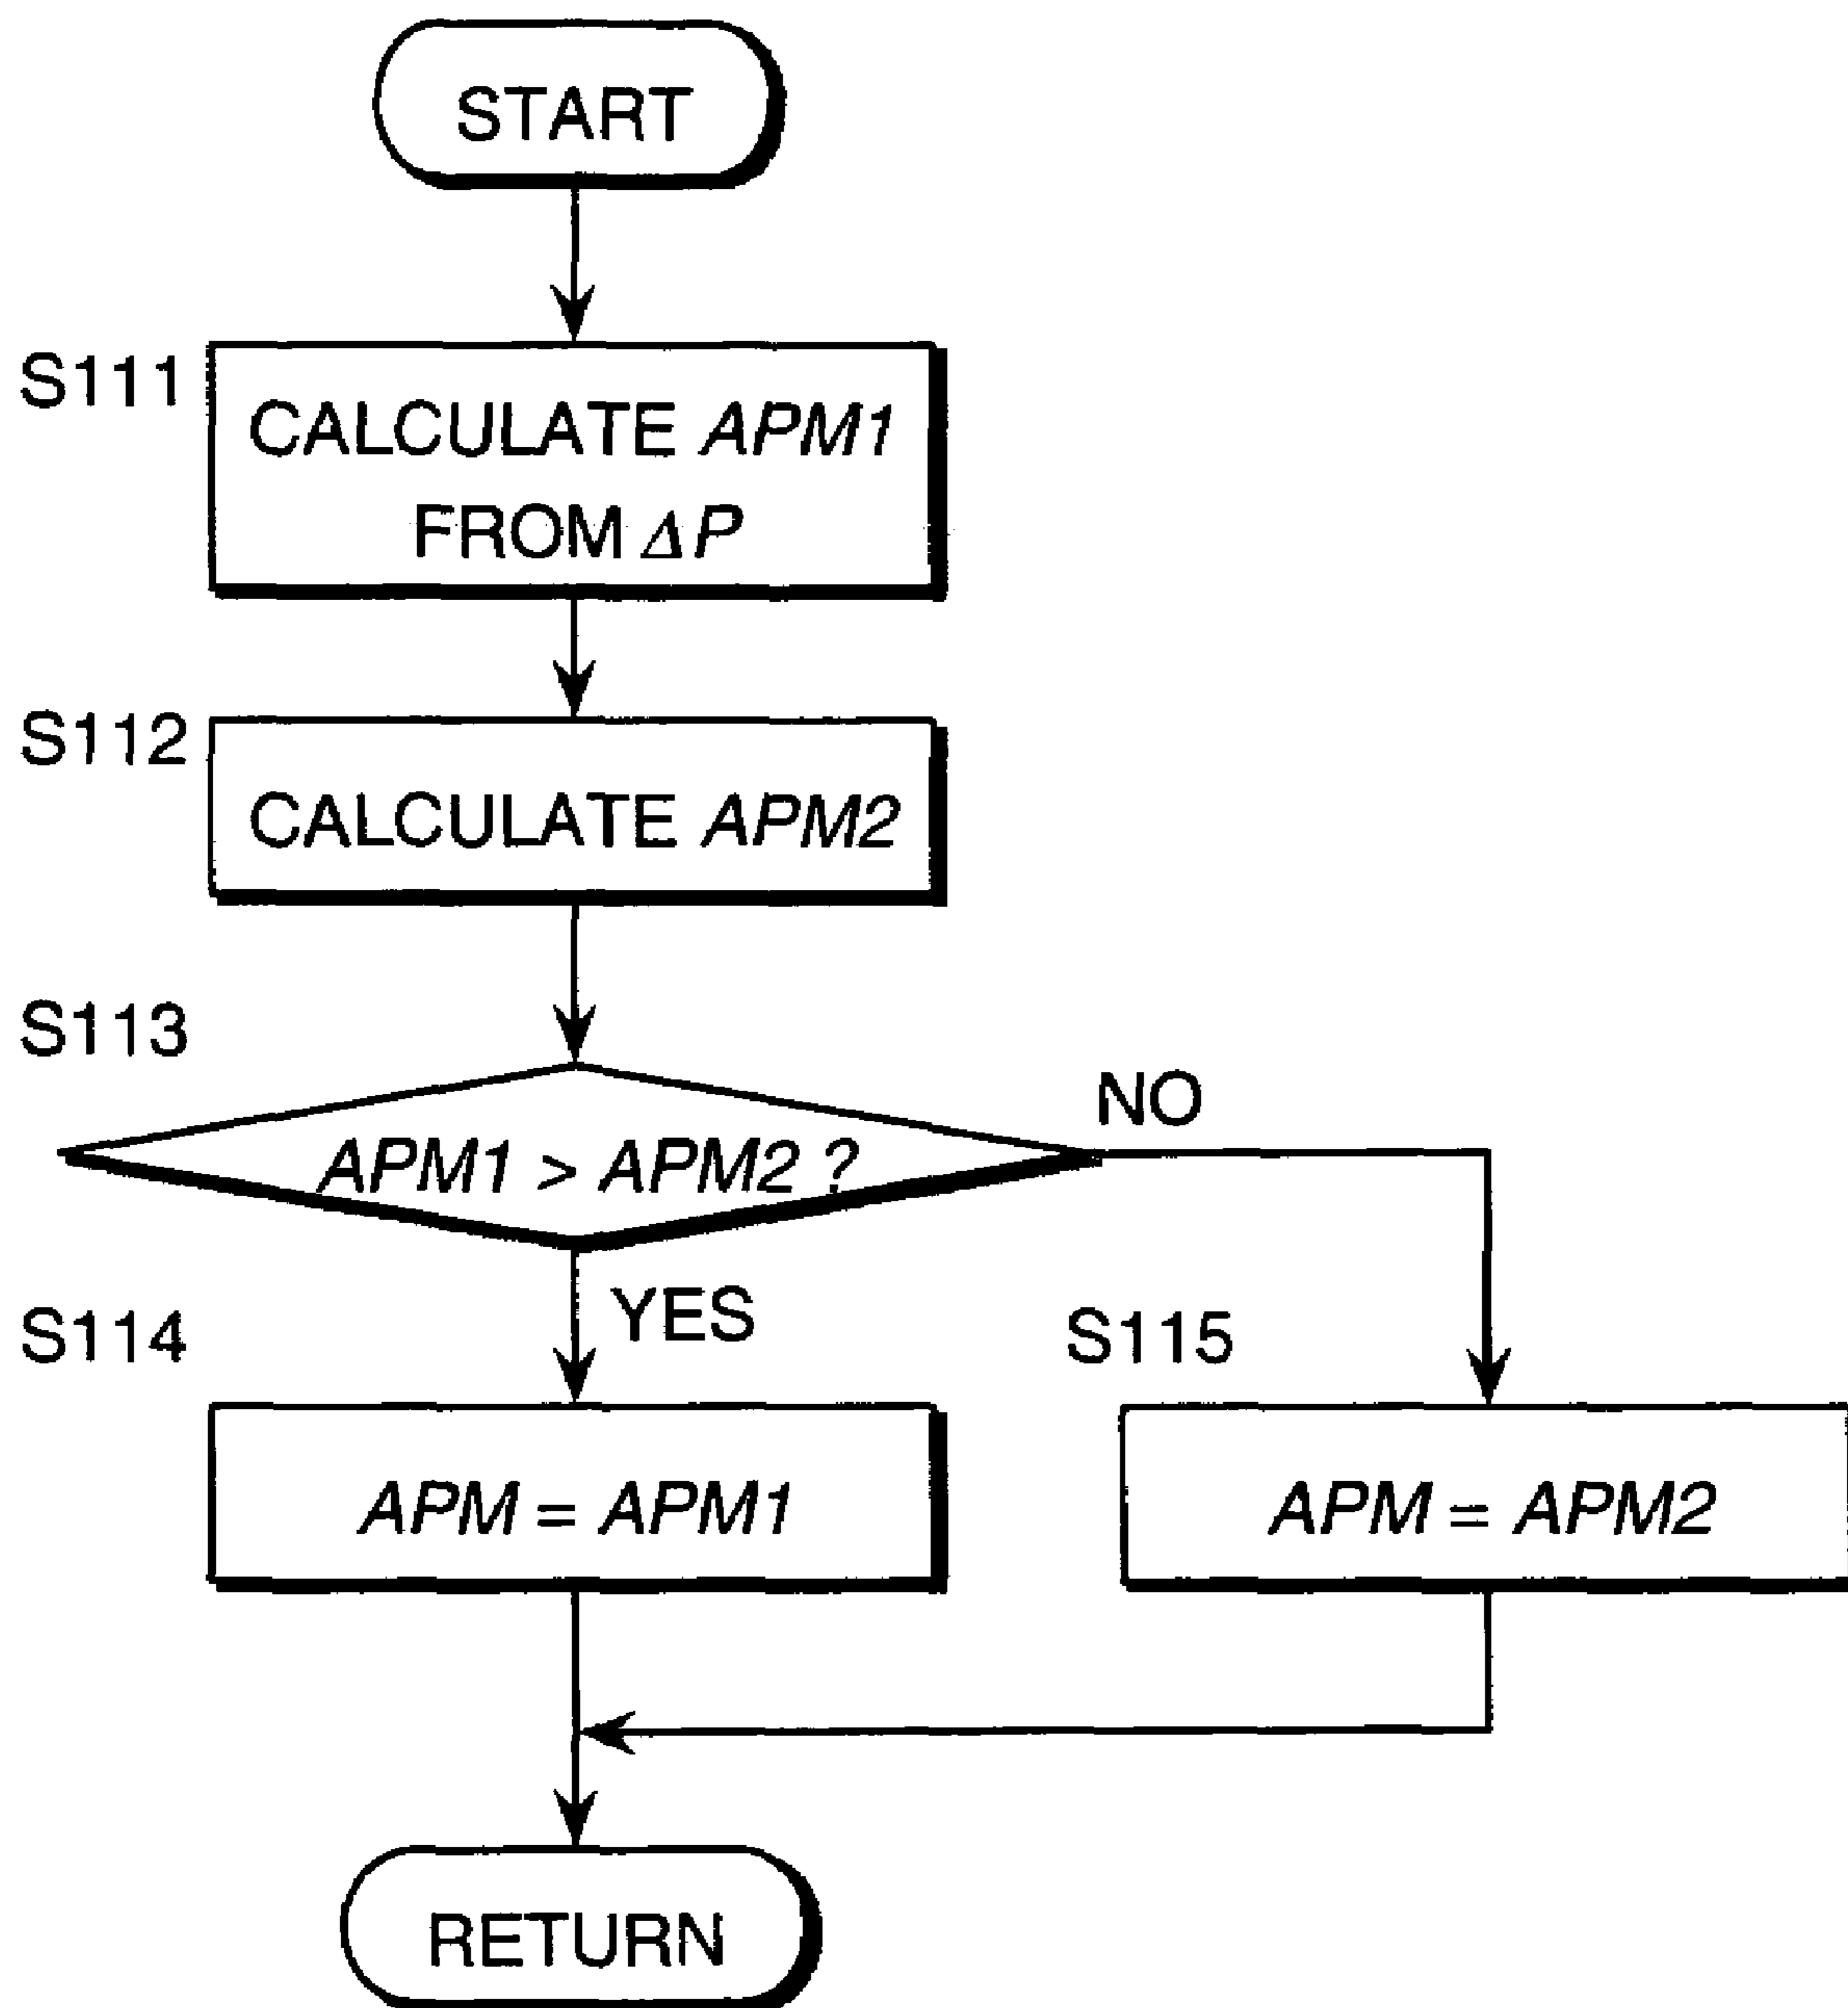 START
S111
CALCULATE APM1
FROM ΔP
S112
CALCULATE APM2
S113
APM1 > APM2 ?
NO
YES
S114
APM = APM1
S115
APM = APM2
RETURN